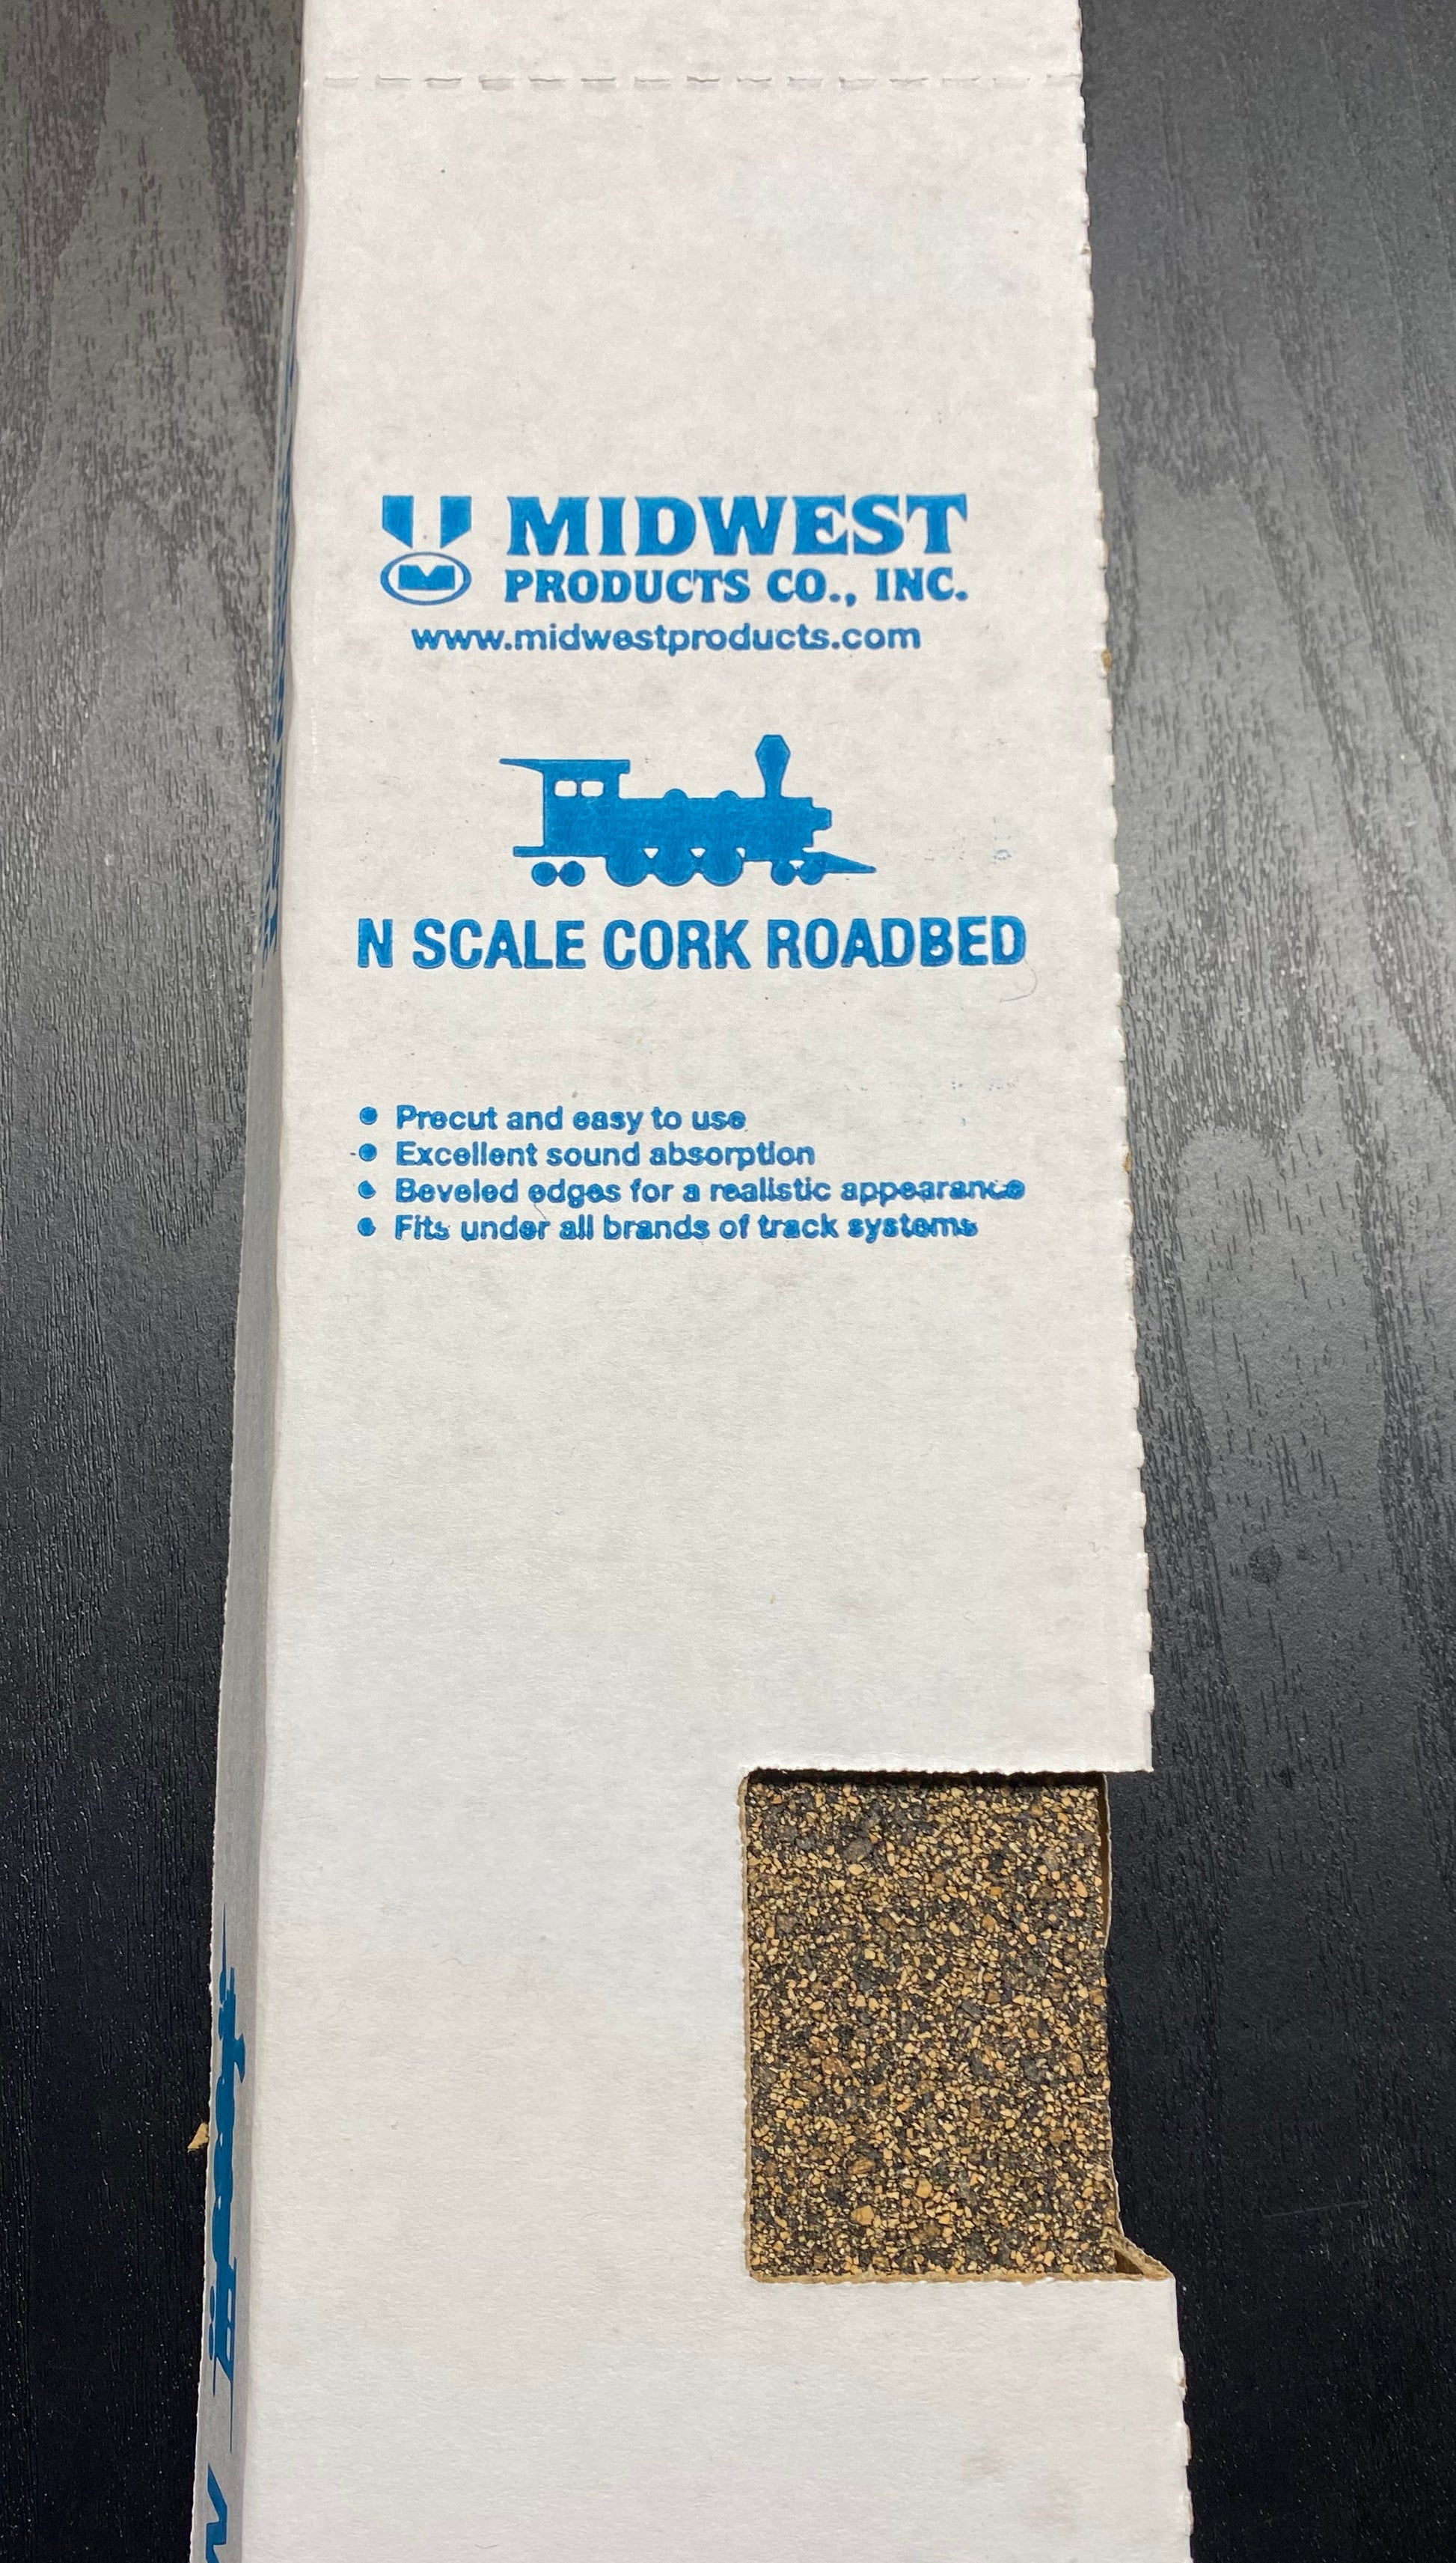 MIDWEST
PRODUCTS CO., INC.
www.midwestproducts.com
N SCALE CORK ROADBED
• Precut and easy to use
• Excellent sound absorption
• Beveled edges for a realistic appearance
• Fits under all brands of track systems